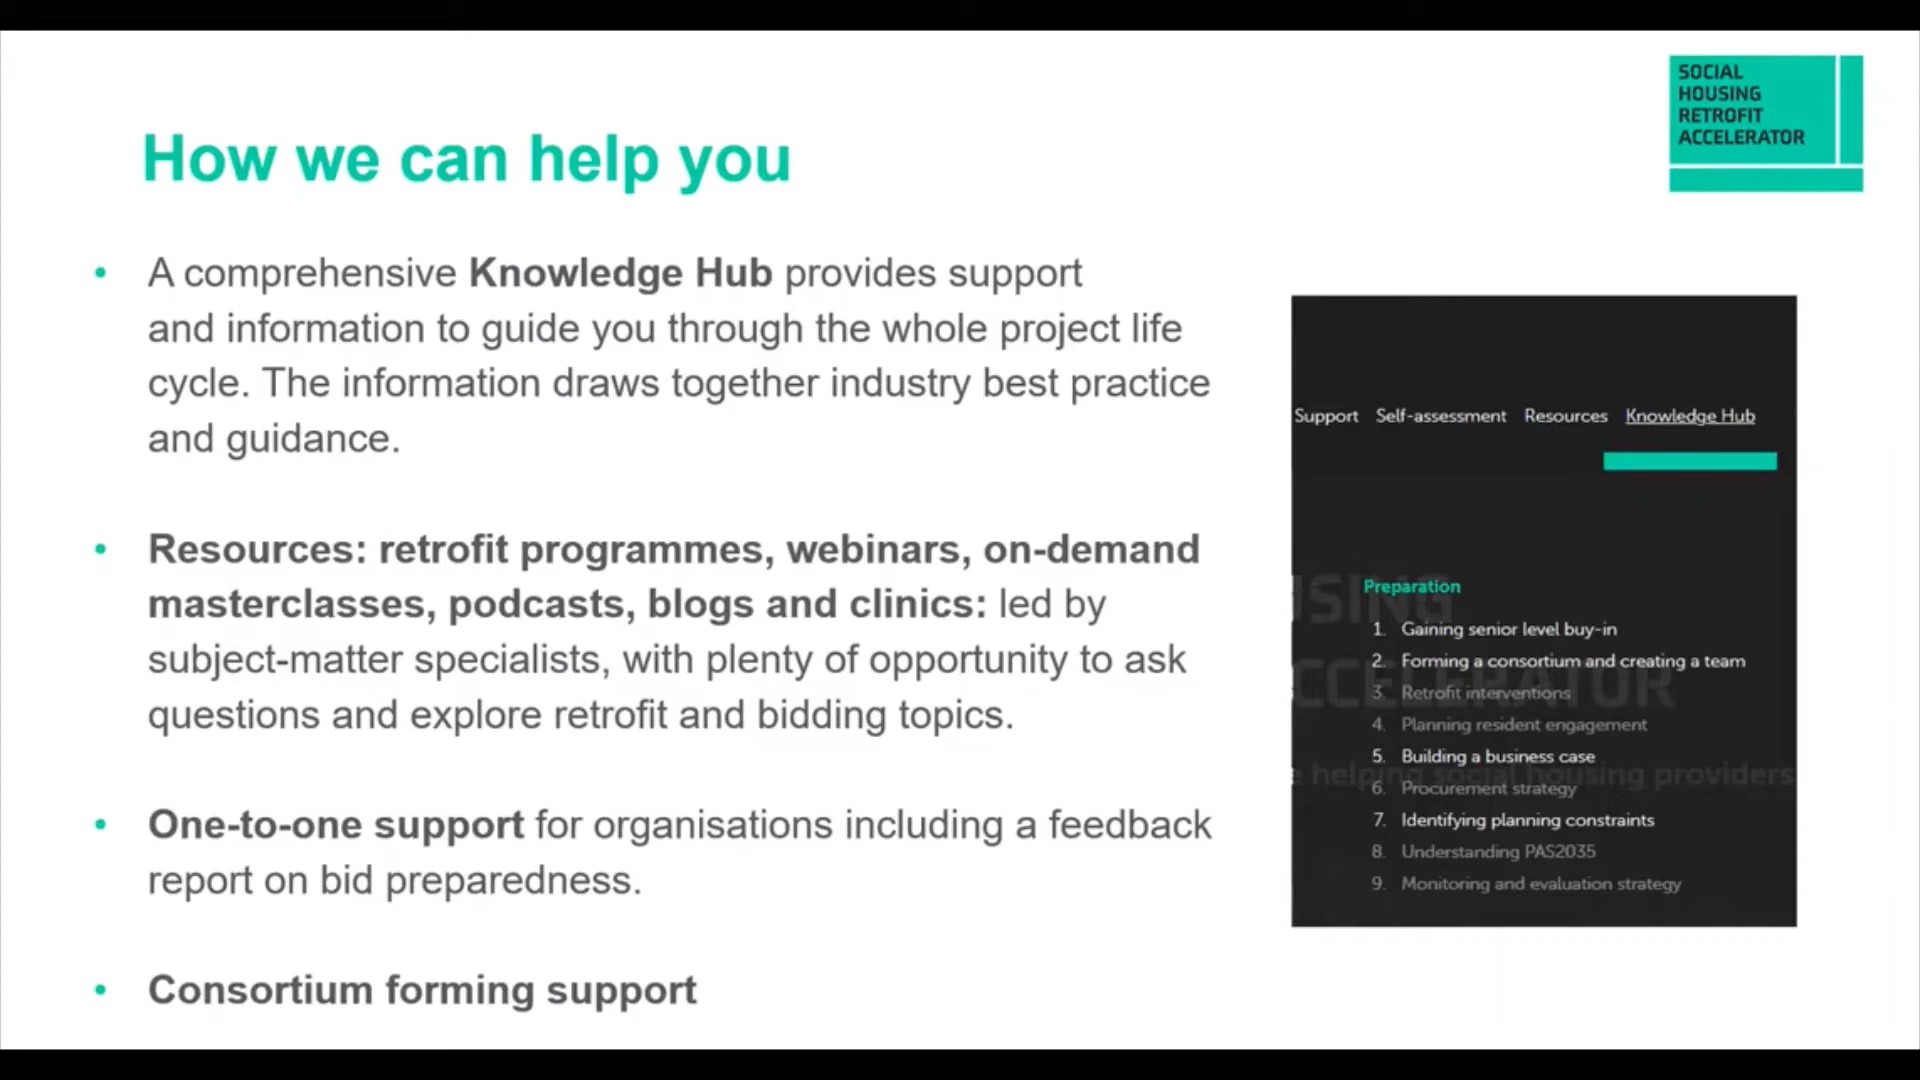 SOCIAL
HOUSING
RETROFIT
ACCELERATOR
How we can help you
• A comprehensive Knowledge Hub provides support
and information to guide you through the whole project life
cycle. The information draws together industry best practice
and guidance.
• Resources: retrofit programmes, webinars, on-demand
masterclasses, podcasts, blogs and clinics: led by
subject-matter specialists, with plenty of opportunity to ask
questions and explore retrofit and bidding topics.
• One-to-one support for organisations including a feedback
report on bid preparedness.
• Consortium forming support
Support Self-assessment Resources Knowledge Hub
Preparation
1. Gaining senior level buy-in
2. Forming a consortium and creating a team
3. Retrofit interventions
4. Planning resident engagement
5. Building a business case
6. Procurement strategy
7. Identifying planning constraints
8. Understanding PAS2035
9. Monitoring and evaluation strategy
helping social housing providers